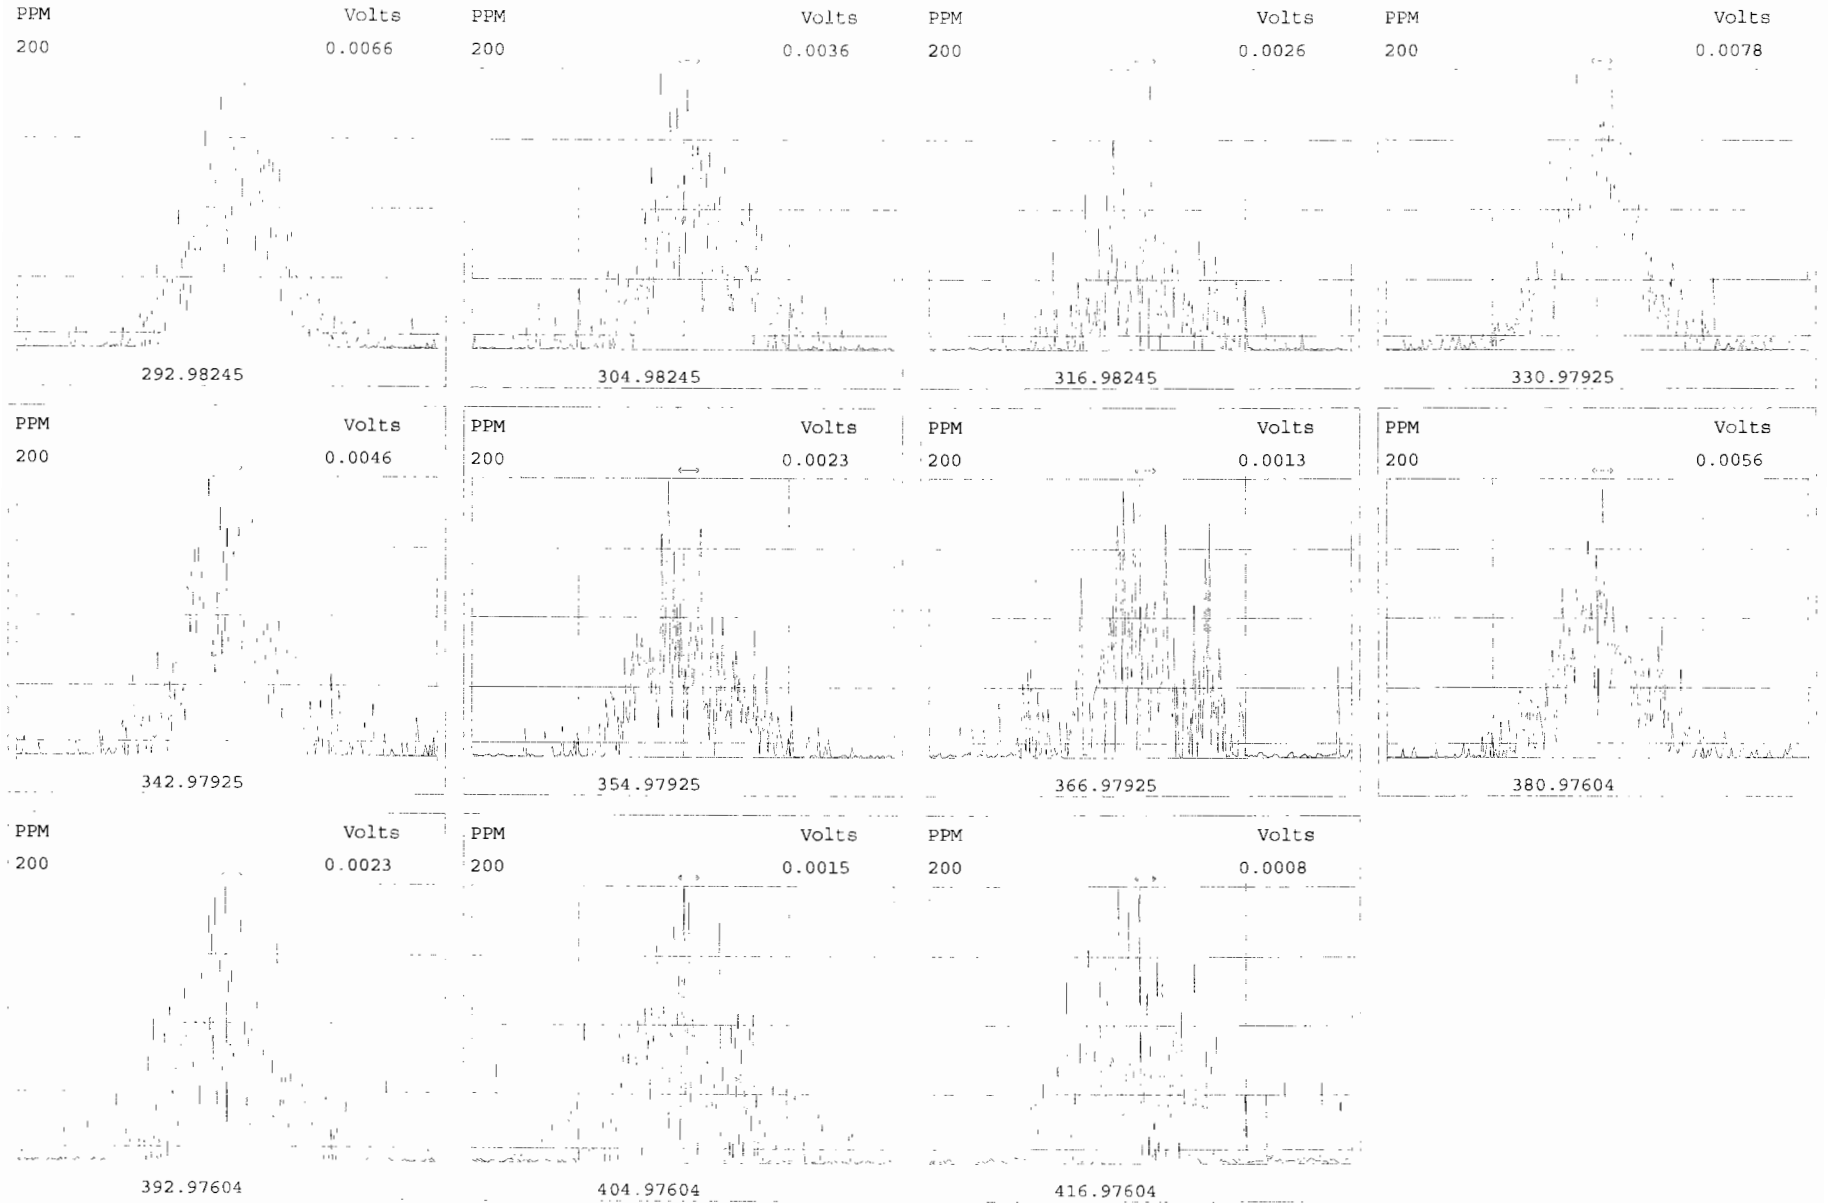 PPM Volts PPM Volts PPM Volts PPM Volts
200 0.0066 200 0.0036 200 0.0026 200 0.0078
292.98245 304.98245 316.98245 330.97925
PPM Volts PPM Volts PPM Volts PPM Volts
200 0.0046 200 0.0023 200 0.0013 200 0.0056
342.97925 354.97925 366.97925 380.97604
PPM Volts PPM Volts PPM Volts
200 0.0023 200 0.0015 200 0.0008
392.97604 404.97604 416.97604